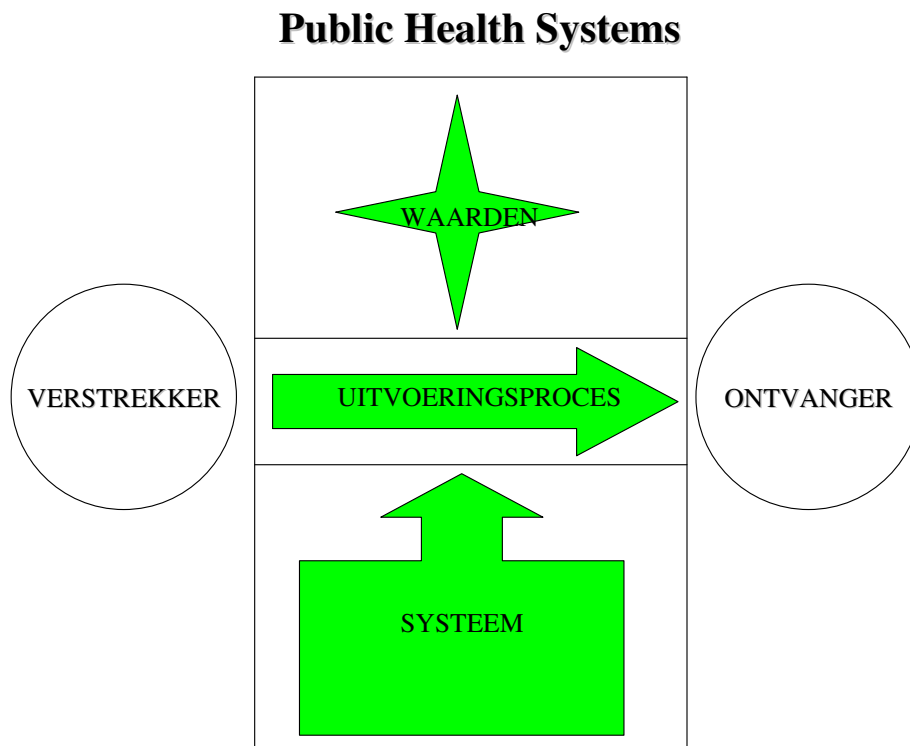 Public Health Systems
WAARDEN
VERSTREKKER
UITVOERINGSPROCES
ONTVANGER
SYSTEEM